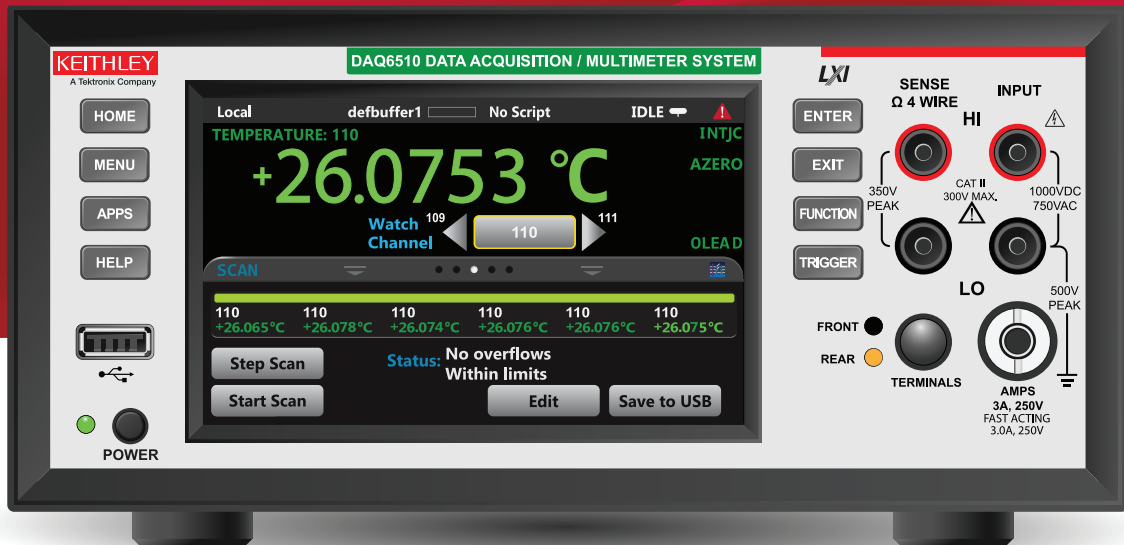 KEITHLEY
A Tektronix Company
DAQ6510 DATA ACQUISITION / MULTIMETER SYSTEM
LXI
HOME
MENU
APPS
HELP
POWER
Local defbuffer1 No Script IDLE
TEMPERATURE: 110 INTJC
+26.0753 °C AZERO
Watch Channel 109 110 111
OLEAD
SCAN
110 110 110 110 110 110
+26.065°C +26.078°C +26.074°C +26.076°C +26.076°C +26.075°C
Step Scan Status: No overflows
Within limits
Start Scan Edit Save to USB
ENTER
EXIT
FUNCTION
TRIGGER
SENSE
Ω 4 WIRE
INPUT
HI
350V
PEAK
CAT II
300V MAX.
1000VDC
750VAC
LO
500V
PEAK
FRONT
REAR
TERMINALS
AMPS
3A, 250V
FAST ACTING
3.0A, 250V